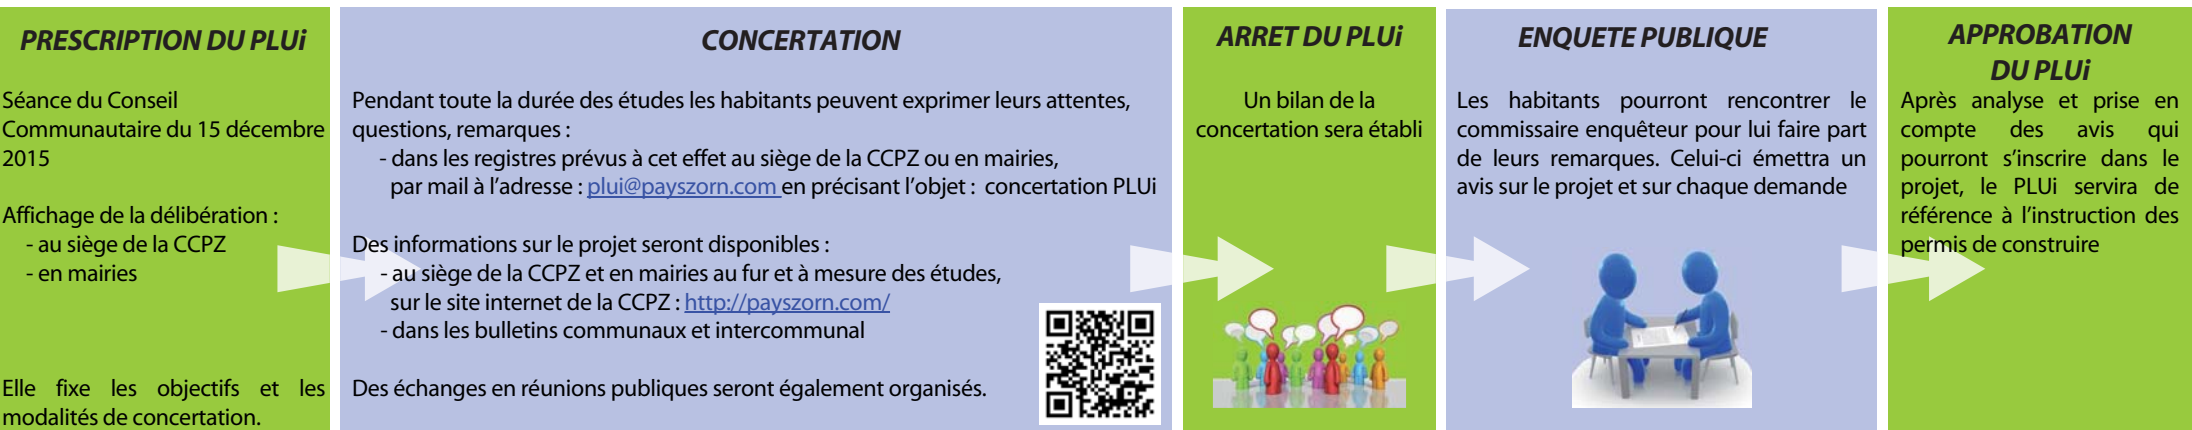 PRESCRIPTION DU PLUi
Séance du Conseil
Communautaire du 15 décembre
2015
Affichage de la délibération :
- au siège de la CCPZ
- en mairies
Elle fixe les objectifs et les
modalités de concertation.
CONCERTATION
Pendant toute la durée des études les habitants peuvent exprimer leurs attentes,
questions, remarques :
- dans les registres prévus à cet effet au siège de la CCPZ ou en mairies,
par mail à l'adresse : plui@payszorn.com en précisant l'objet : concertation PLUi
Des informations sur le projet seront disponibles :
- au siège de la CCPZ et en mairies au fur et à mesure des études,
sur le site internet de la CCPZ : http://payszorn.com/
- dans les bulletins communaux et intercommunal
Des échanges en réunions publiques seront également organisés.
ARRET DU PLUi
Un bilan de la
concertation sera établi
ENQUETE PUBLIQUE
Les habitants pourront rencontrer le
commissaire enquêteur pour lui faire part
de leurs remarques. Celui-ci émettra un
avis sur le projet et sur chaque demande
APPROBATION
DU PLUi
Après analyse et prise en
compte des avis qui
pourront s'inscrire dans le
projet, le PLUi servira de
référence à l'instruction des
permis de construire